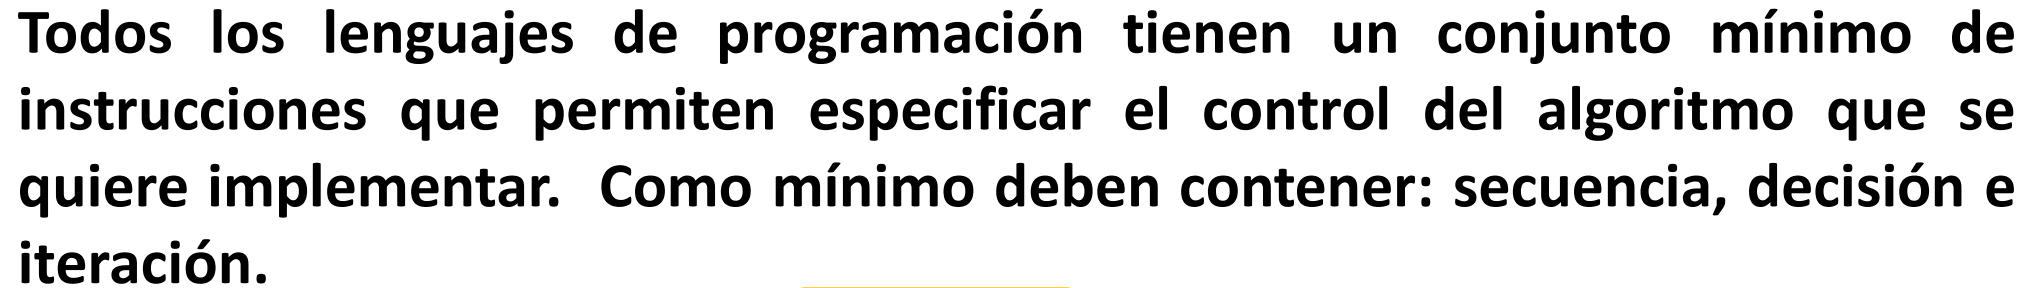 Todos los lenguajes de programación tienen un conjunto mínimo de
instrucciones que permiten especificar el control del algoritmo que se
quiere implementar.  Como mínimo deben contener: secuencia, decisión e
iteración.